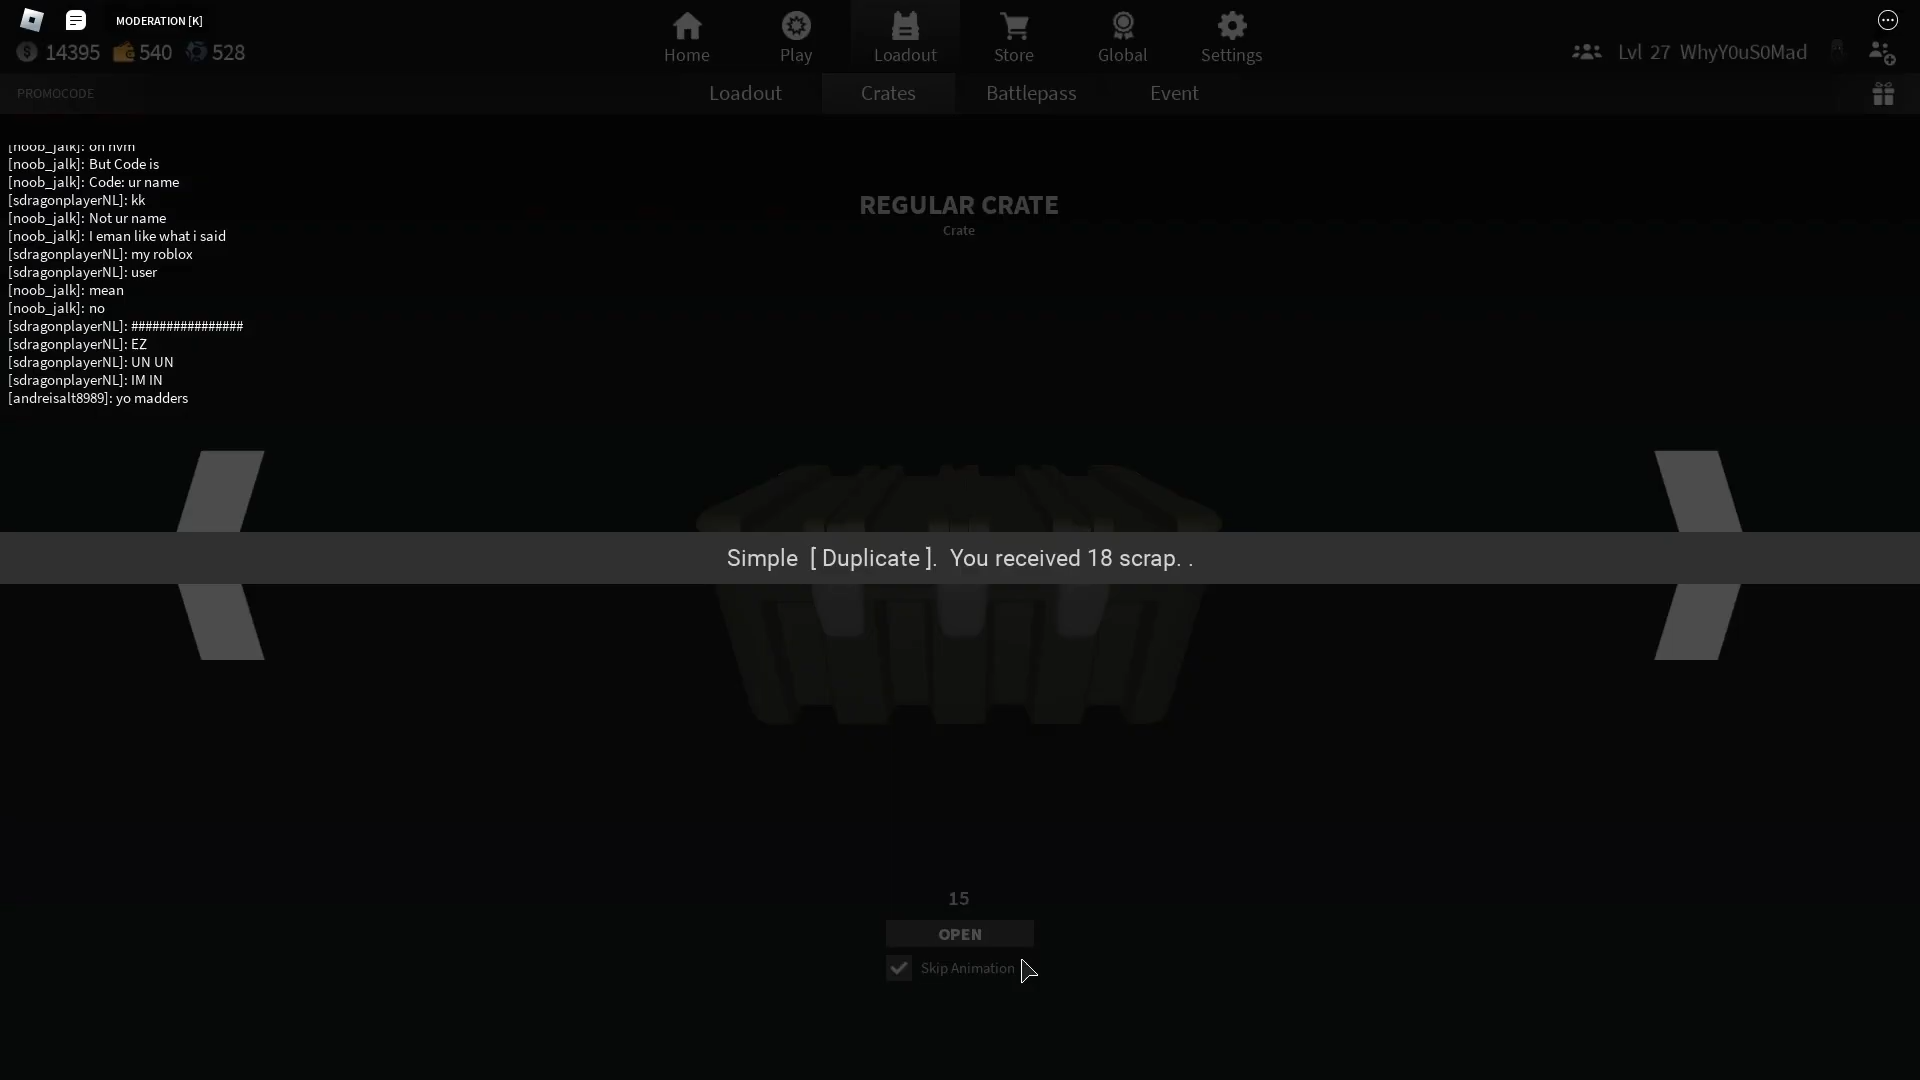 MODERATION [K]
14395 540 528
Home Play Loadout Store Global Settings
Lvl 27 WhyY0uS0Mad
PROMOCODE
Loadout Crates Battlepass Event
[noob_jalk]: oh nvm
[noob_jalk]: But Code is
[noob_jalk]: Code: ur name
[sdragonplayerNL]: kk
[noob_jalk]: Not ur name
[noob_jalk]: I eman like what i said
[sdragonplayerNL]: my roblox
[sdragonplayerNL]: user
[noob_jalk]: mean
[noob_jalk]: no
[sdragonplayerNL]: ################
[sdragonplayerNL]: EZ
[sdragonplayerNL]: UN UN
[sdragonplayerNL]: IM IN
[andreisalt8989]: yo madders
REGULAR CRATE
Crate
Simple [ Duplicate ]. You received 18 scrap. .
15
OPEN
Skip Animation